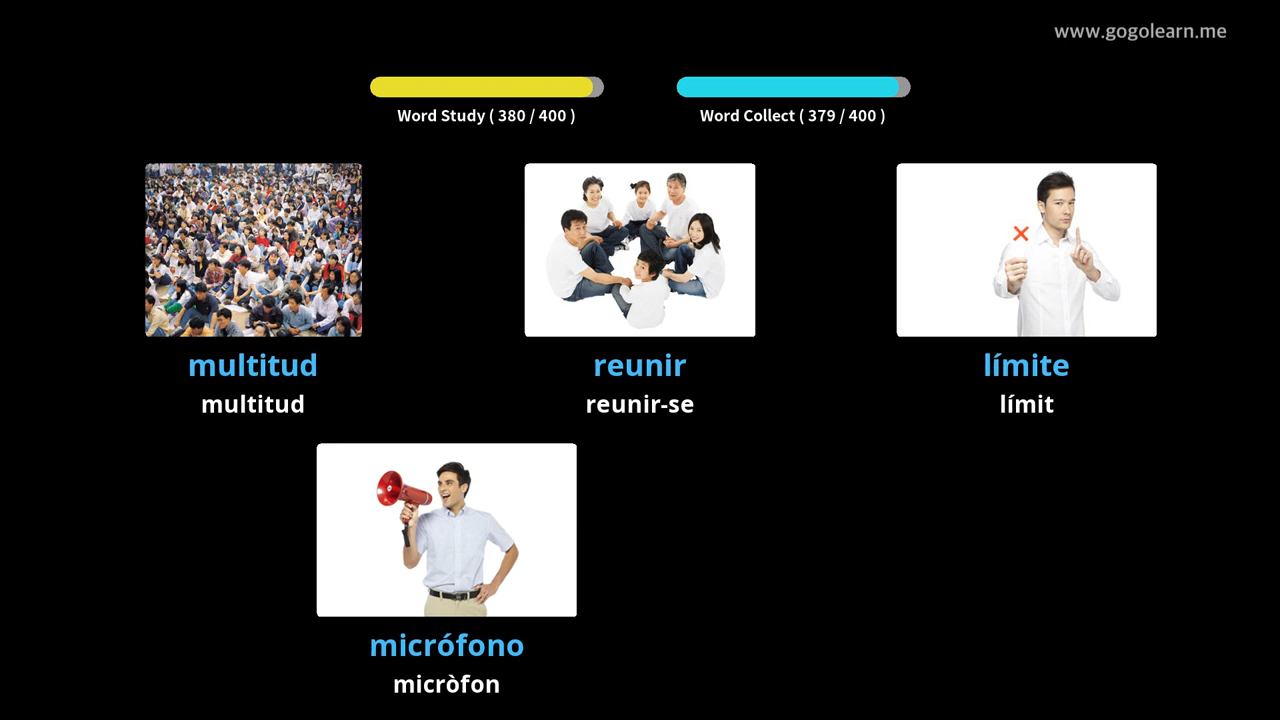 www.gogolearn.me
Word Study ( 380 / 400 )
Word Collect ( 379 / 400 )
multitud
multitud
reunir
reunir-se
límite
límit
micrófono
micròfon